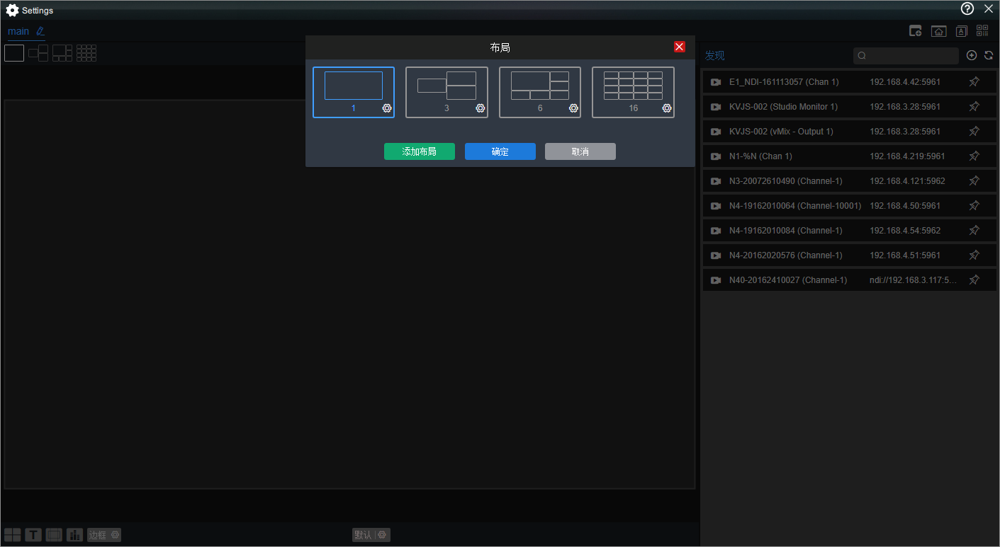 Settings
main
布局
1
3
6
16
添加布局
确定
取消
发现
E1_NDI-161113057 (Chan 1) 192.168.4.42:5961
KVJS-002 (Studio Monitor 1) 192.168.3.28:5961
KVJS-002 (vMix - Output 1) 192.168.3.28:5961
N1-%N (Chan 1) 192.168.4.219:5961
N3-20072610490 (Channel-1) 192.168.4.121:5962
N4-19162010064 (Channel-10001) 192.168.4.50:5961
N4-19162010084 (Channel-1) 192.168.4.54:5962
N4-20162020576 (Channel-1) 192.168.4.51:5961
N40-20162410027 (Channel-1) ndi://192.168.3.117:5...
T 边框
默认